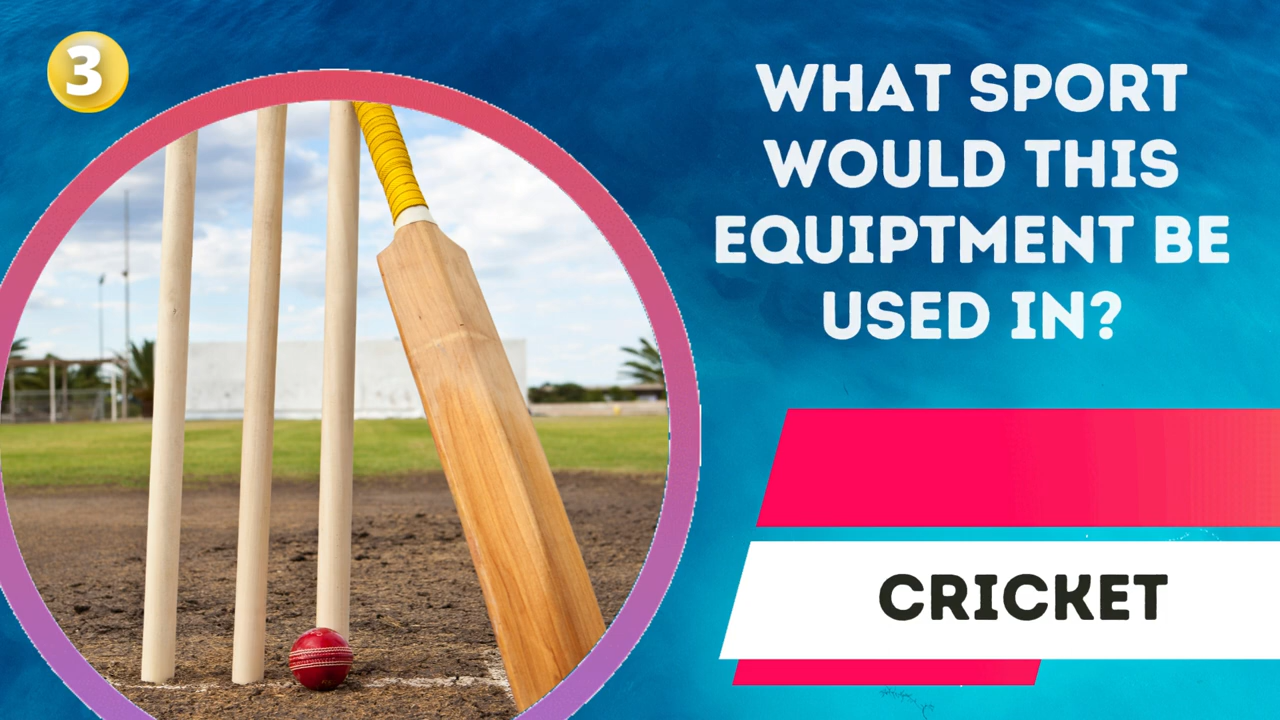 3
WHAT SPORT
WOULD THIS
EQUIPTMENT BE
USED IN?
CRICKET